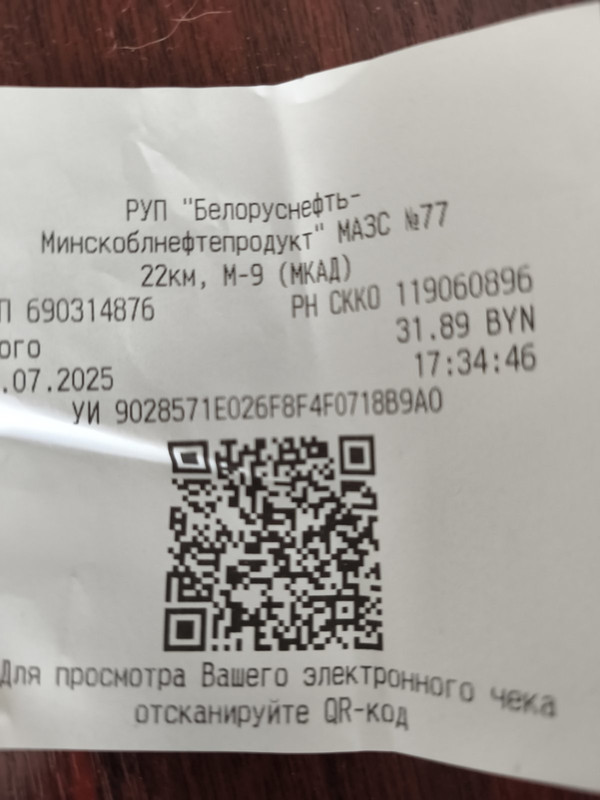 РУП "Белоруснефть-
Минскоблнефтепродукт" МАЗС №77
22км, М-9 (МКАД)
П 690314876 РН СККО 119060896
ого 31.89 BYN
.07.2025 17:34:46
УИ 9028571E026F8F4F0718B9A0
Для просмотра Вашего электронного чека
отсканируйте QR-код